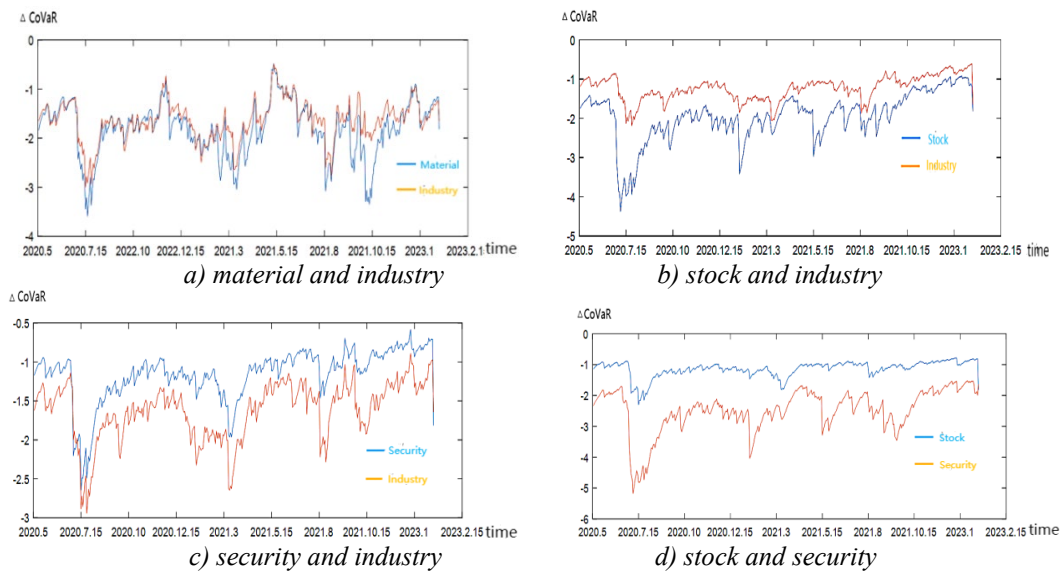 Δ CoVaR
0
-1
-2
-3
-4
Material
Industry
2020.5 2020.7.15 2022.10 2022.12.15 2021.3 2021.5.15 2021.8 2021.10.15 2023.1 2023.2.15 time
a) material and industry
Δ CoVaR
0
-1
-2
-3
-4
-5
Stock
Industry
2020.5 2020.7.15 2020.10 2020.12.15 2021.3 2021.5.15 2021.8 2021.10.15 2023.1 2023.2.15 time
b) stock and industry
Δ CoVaR
-0.5
-1
-1.5
-2
-2.5
-3
Security
Industry
2020.5 2020.7.15 2020.10 2020.12.15 2021.3 2021.5.15 2021.8 2021.10.15 2023.1 2023.2.15 time
c) security and industry
ΔCoVaR
0
-1
-2
-3
-4
-5
-6
Stock
Security
2020.5 2020.7.15 2020.10 2020.12.15 2021.3 2021.5.15 2021.8 2021.10.15 2023.1 2023.2.15 time
d) stock and security